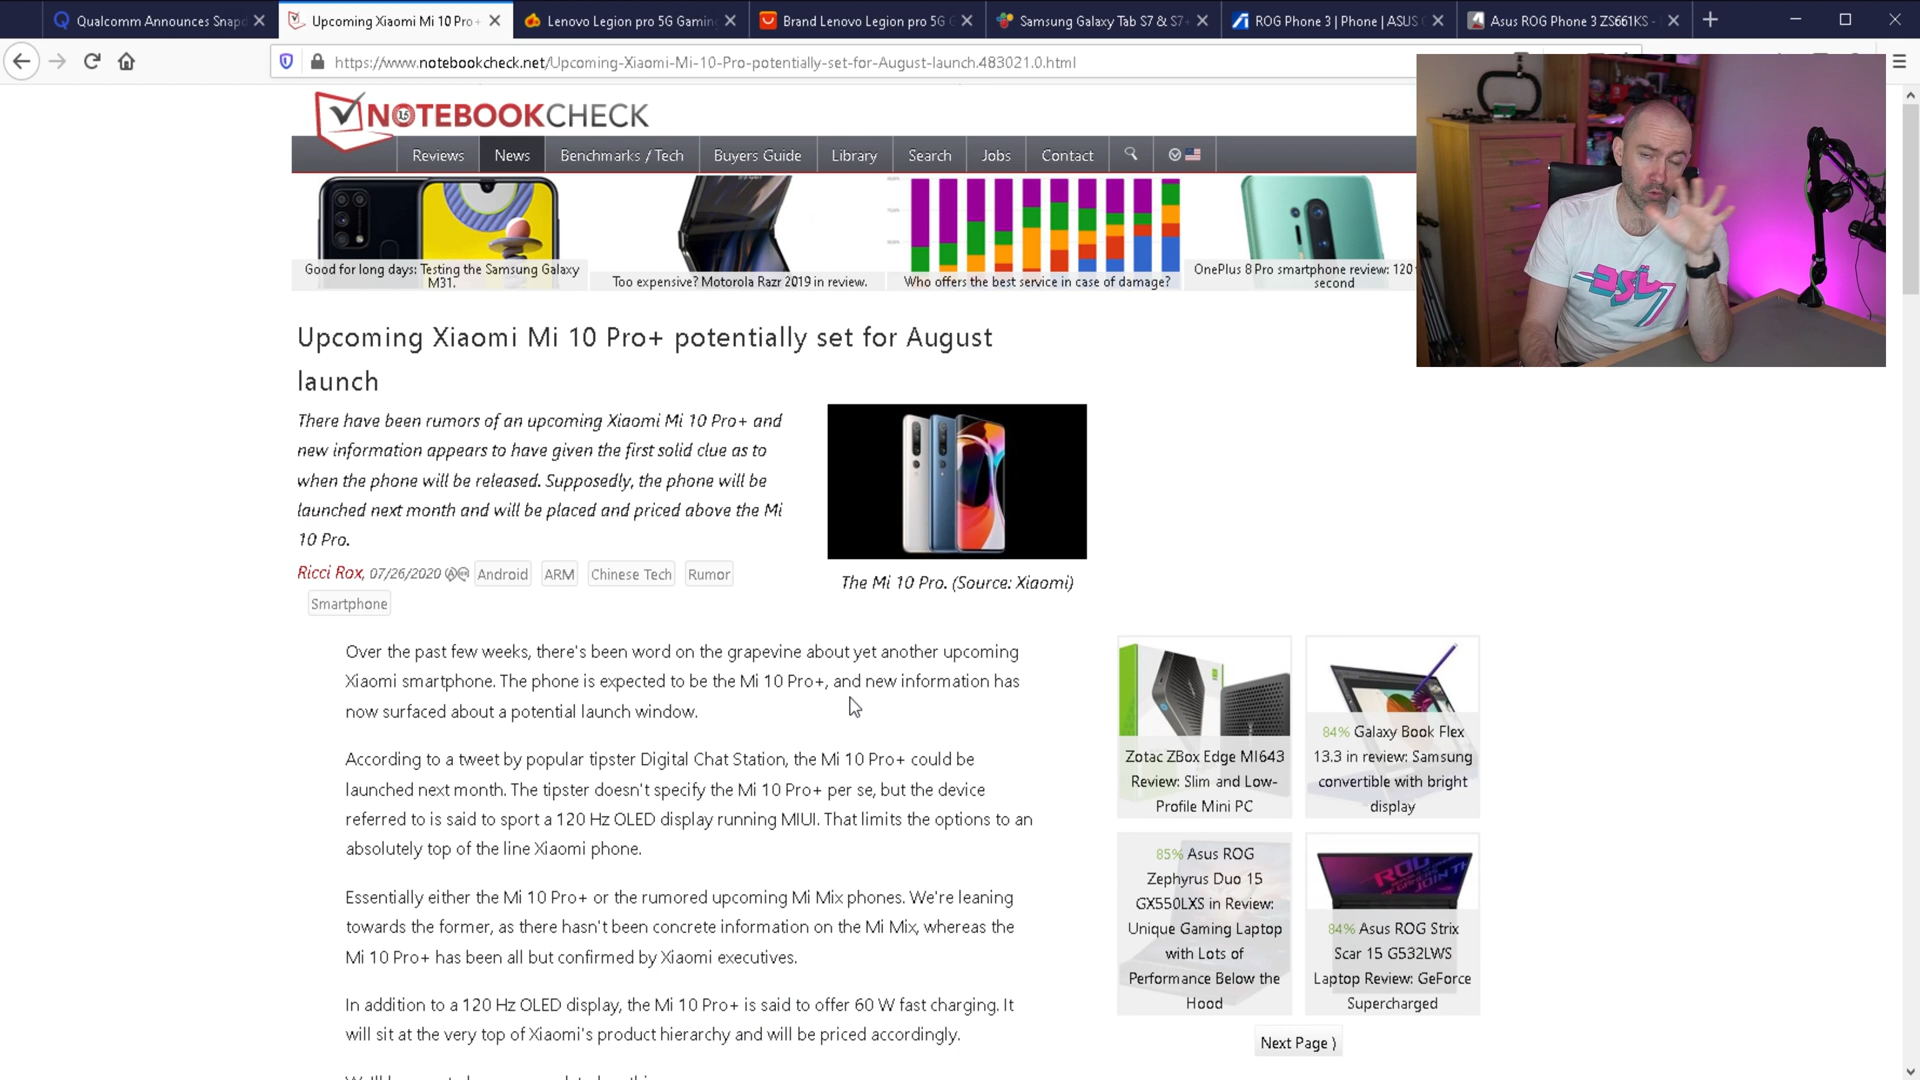 Qualcomm Announces Snap
Upcoming Xiaomi Mi 10 Pro+
Lenovo Legion pro 5G Gamin
Brand Lenovo Legion pro 5G
Samsung Galaxy Tab S7 & S7
ROG Phone 3 | Phone | ASUS
Asus ROG Phone 3 ZS661KS -
https://www.notebookcheck.net/Upcoming-Xiaomi-Mi-10-Pro-potentially-set-for-August-launch.483021.0.html
NOTEBOOKCHECK
Reviews News Benchmarks / Tech Buyers Guide Library Search Jobs Contact
Good for long days: Testing the Samsung Galaxy
M31.
Too expensive? Motorola Razr 2019 in review.
Who offers the best service in case of damage?
OnePlus 8 Pro smartphone review: 120
second
Upcoming Xiaomi Mi 10 Pro+ potentially set for August
launch
There have been rumors of an upcoming Xiaomi Mi 10 Pro+ and
new information appears to have given the first solid clue as to
when the phone will be released. Supposedly, the phone will be
launched next month and will be placed and priced above the Mi
10 Pro.
The Mi 10 Pro. (Source: Xiaomi)
Ricci Rox, 07/26/2020 Android ARM Chinese Tech Rumor
Smartphone
Over the past few weeks, there's been word on the grapevine about yet another upcoming
Xiaomi smartphone. The phone is expected to be the Mi 10 Pro+, and new information has
now surfaced about a potential launch window.
According to a tweet by popular tipster Digital Chat Station, the Mi 10 Pro+ could be
launched next month. The tipster doesn't specify the Mi 10 Pro+ per se, but the device
referred to is said to sport a 120 Hz OLED display running MIUI. That limits the options to an
absolutely top of the line Xiaomi phone.
Essentially either the Mi 10 Pro+ or the rumored upcoming Mi Mix phones. We're leaning
towards the former, as there hasn't been concrete information on the Mi Mix, whereas the
Mi 10 Pro+ has been all but confirmed by Xiaomi executives.
In addition to a 120 Hz OLED display, the Mi 10 Pro+ is said to offer 60 W fast charging. It
will sit at the very top of Xiaomi's product hierarchy and will be priced accordingly.
Zotac ZBox Edge MI643
Review: Slim and Low-
Profile Mini PC
84% Galaxy Book Flex
13.3 in review: Samsung
convertible with bright
display
85% Asus ROG
Zephyrus Duo 15
GX550LXS in Review:
Unique Gaming Laptop
with Lots of
Performance Below the
Hood
84% Asus ROG Strix
Scar 15 G532LWS
Laptop Review: GeForce
Supercharged
Next Page ⟩